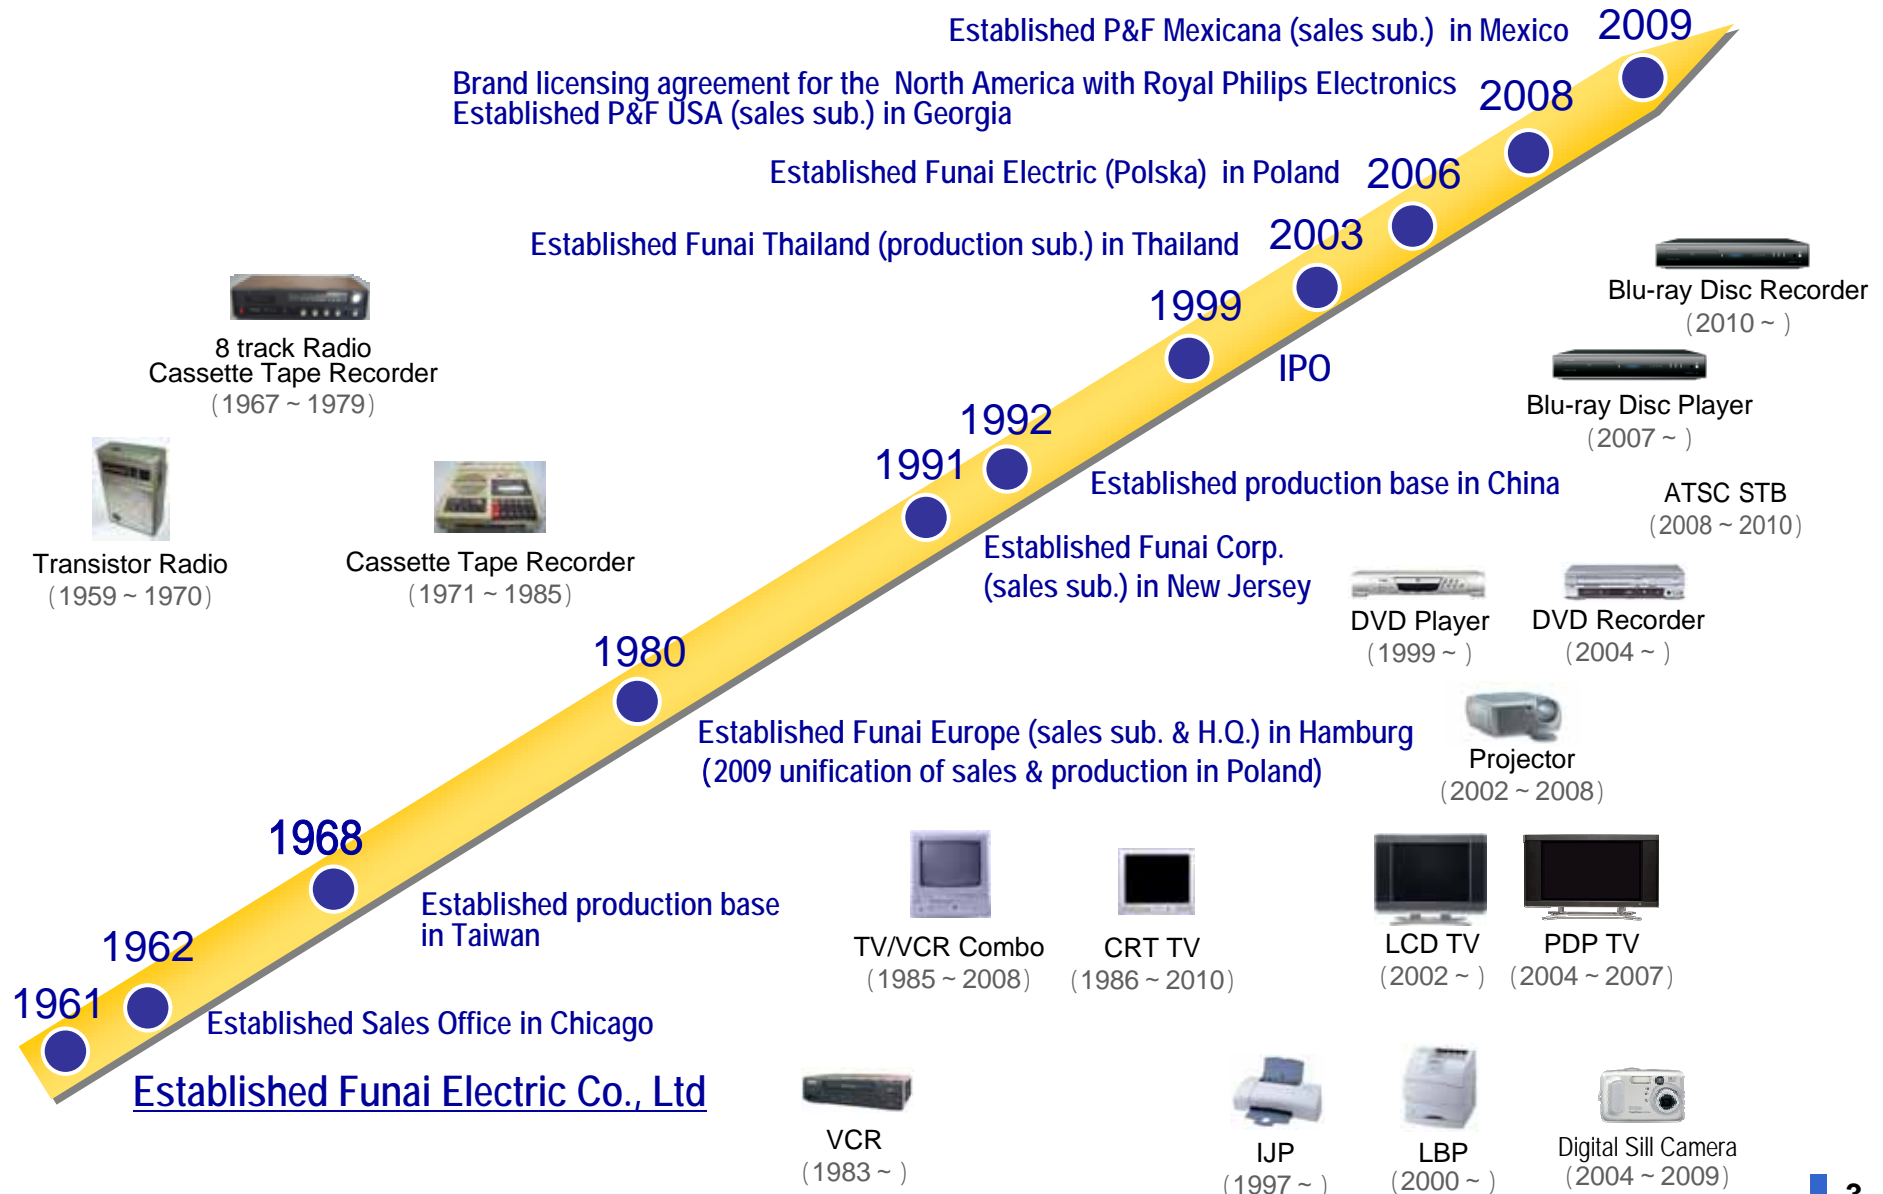 Established P&F Mexicana (sales sub.) in Mexico 2009
Brand licensing agreement for the North America with Royal Philips Electronics
Established P&F USA (sales sub.) in Georgia
2008
Established Funai Electric (Polska) in Poland 2006
Established Funai Thailand (production sub.) in Thailand 2003
1999
IPO
1992
Established production base in China
1991
Established Funai Corp.
(sales sub.) in New Jersey
1980
Established Funai Europe (sales sub. & H.Q.) in Hamburg
(2009 unification of sales & production in Poland)
1968
Established production base
in Taiwan
1962
Established Sales Office in Chicago
1961
Established Funai Electric Co., Ltd
8 track Radio
Cassette Tape Recorder
(1967 ~ 1979)
Transistor Radio
(1959 ~ 1970)
Cassette Tape Recorder
(1971 ~ 1985)
Blu-ray Disc Recorder
(2010 ~ )
Blu-ray Disc Player
(2007 ~ )
ATSC STB
(2008 ~ 2010)
DVD Player
(1999 ~ )
DVD Recorder
(2004 ~ )
Projector
(2002 ~ 2008)
TV/VCR Combo
(1985 ~ 2008)
CRT TV
(1986 ~ 2010)
LCD TV
(2002 ~ )
PDP TV
(2004 ~ 2007)
VCR
(1983 ~ )
IJP
(1997 ~ )
LBP
(2000 ~ )
Digital Sill Camera
(2004 ~ 2009)